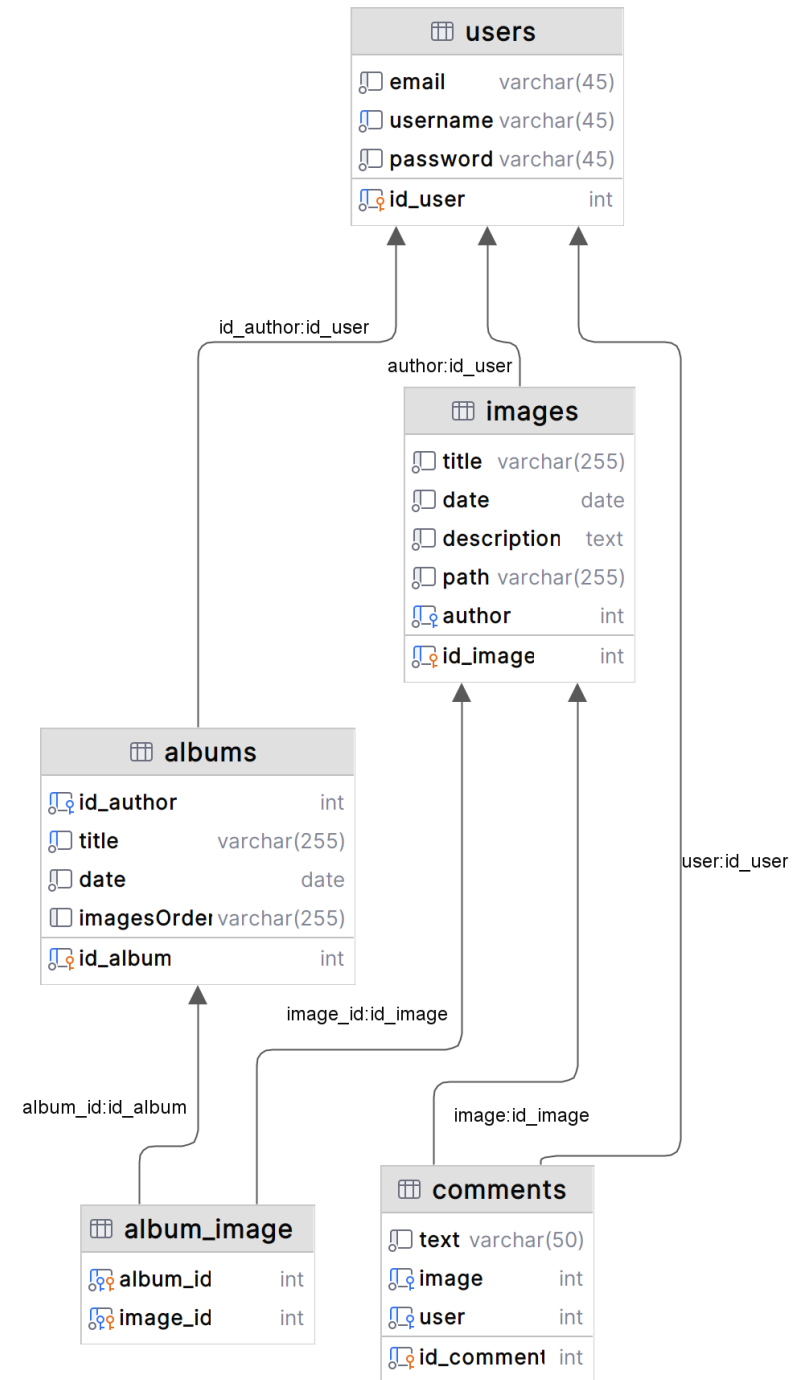 users
email varchar(45)
username varchar(45)
password varchar(45)
id_user int
id_author:id_user
author:id_user
images
title varchar(255)
date date
description text
path varchar(255)
author int
id_image int
albums
id_author int
title varchar(255)
date date
imagesOrder varchar(255)
id_album int
user:id_user
image_id:id_image
album_id:id_album
image:id_image
album_image
album_id int
image_id int
comments
text varchar(50)
image int
user int
id_comment int